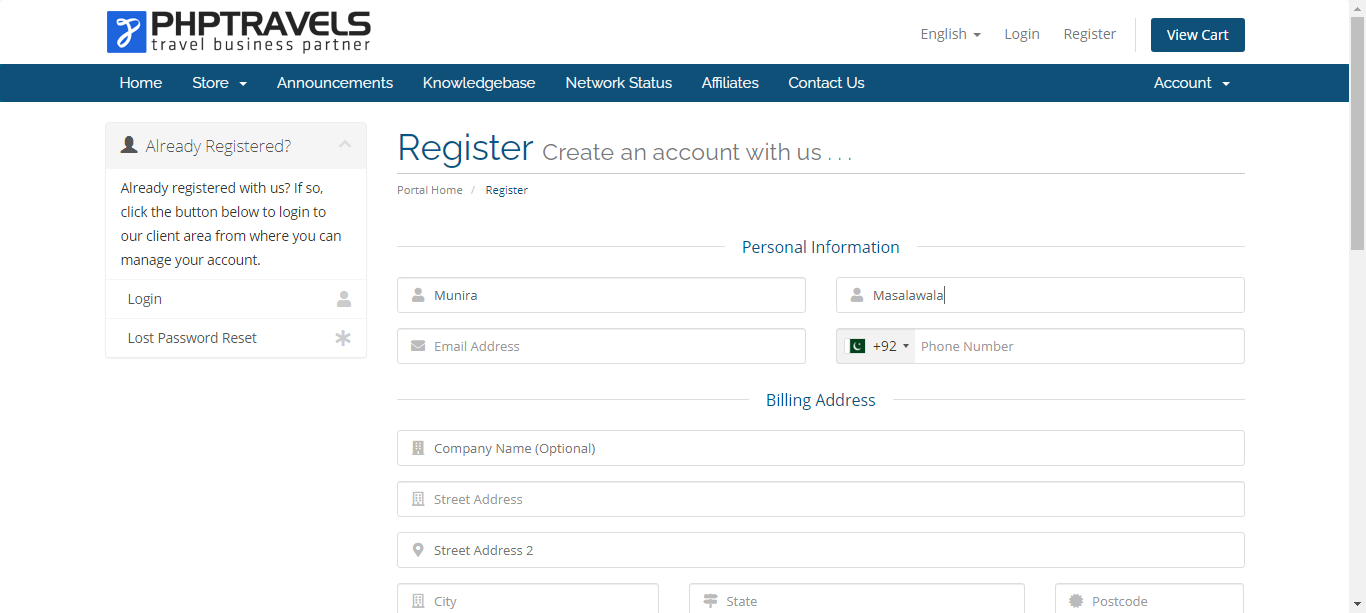 PHPTRAVELS
travel business partner
English
Login
Register
View Cart
Home
Store
Announcements
Knowledgebase
Network Status
Affiliates
Contact Us
Account
Already Registered?
Already registered with us? If so,
click the button below to login to
our client area from where you can
manage your account.
Login
Lost Password Reset
Register Create an account with us . . .
Portal Home / Register
Personal Information
Munira
Masalawala
Email Address
+92
Phone Number
Billing Address
Company Name (Optional)
Street Address
Street Address 2
City
State
Postcode